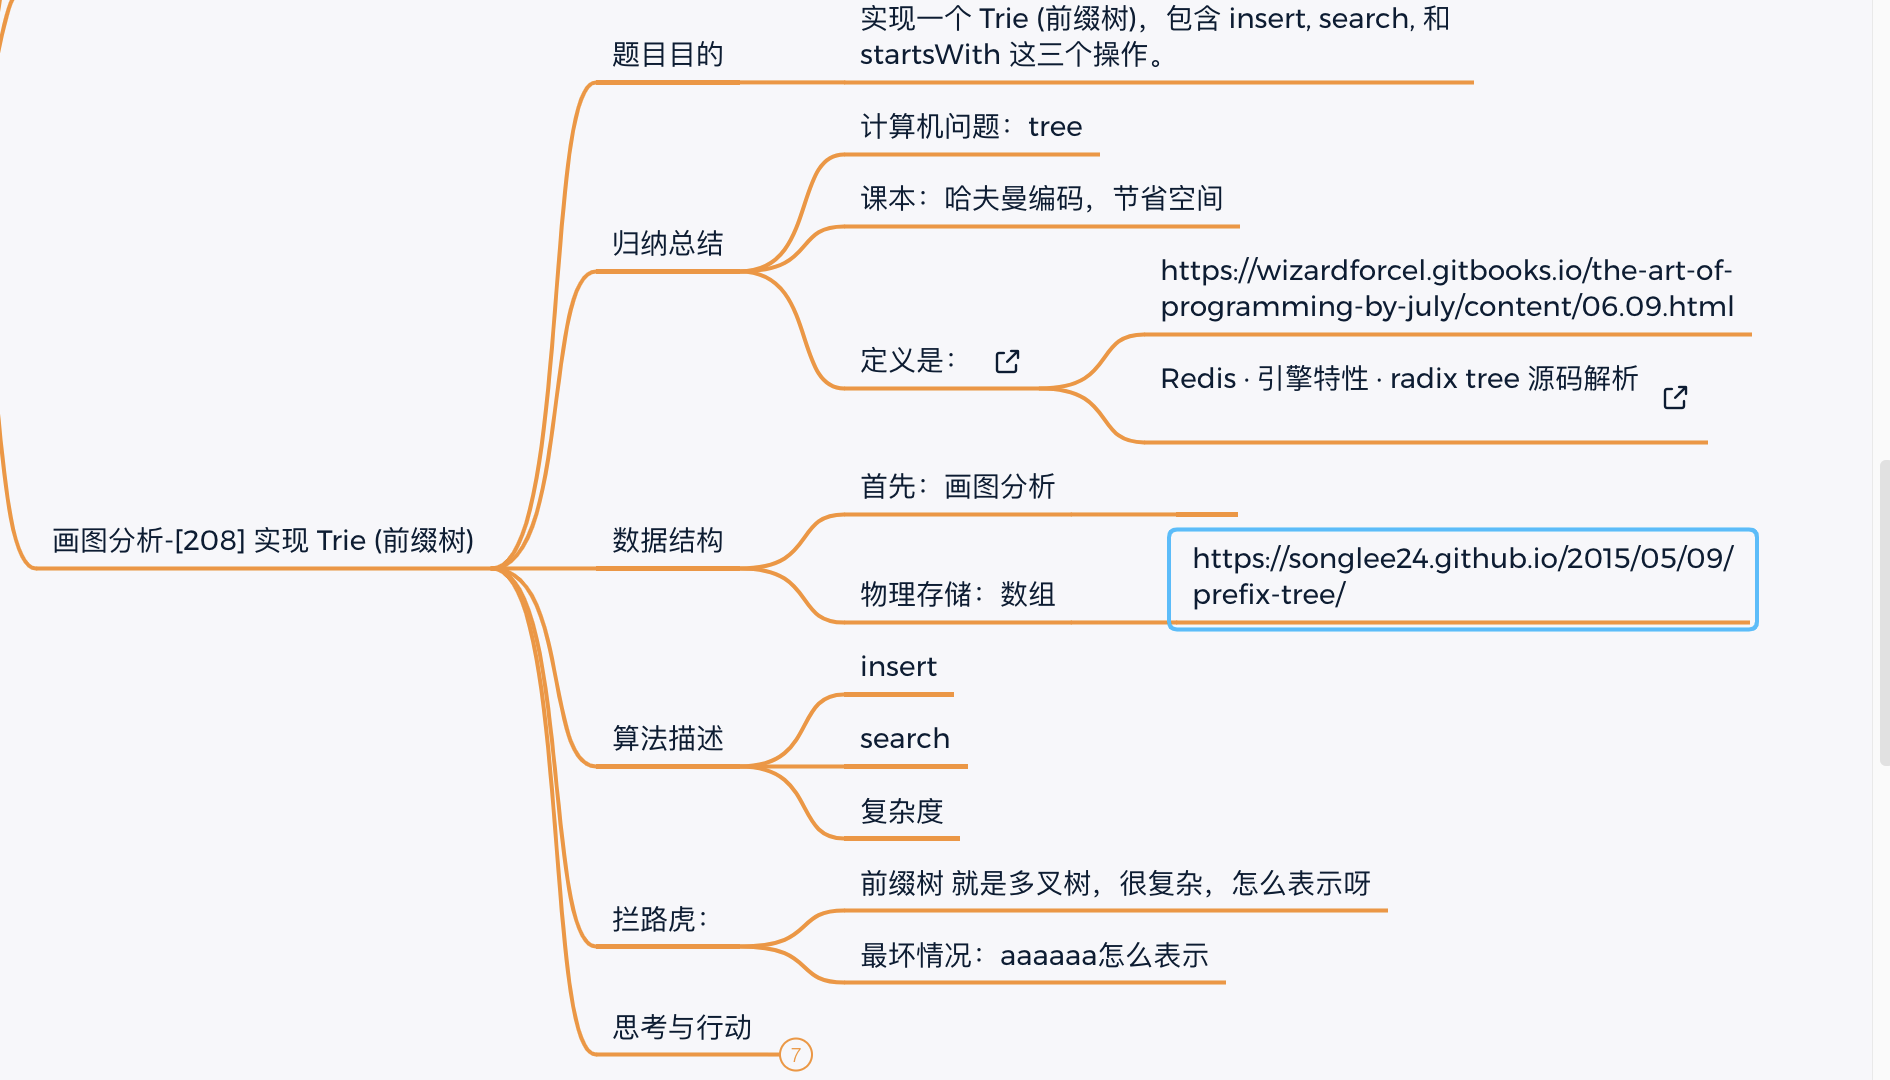 实现一个 Trie (前缀树)，包含 insert, search, 和
startsWith 这三个操作。
题目目的
计算机问题：tree
课本：哈夫曼编码，节省空间
归纳总结
https://wizardforcel.gitbooks.io/the-art-of-
programming-by-july/content/06.09.html
定义是：
Redis · 引擎特性 · radix tree 源码解析
首先：画图分析
画图分析-[208] 实现 Trie (前缀树)
数据结构
https://songlee24.github.io/2015/05/09/
prefix-tree/
物理存储：数组
insert
算法描述
search
复杂度
前缀树 就是多叉树，很复杂，怎么表示呀
拦路虎：
最坏情况：aaaaaa怎么表示
思考与行动
7